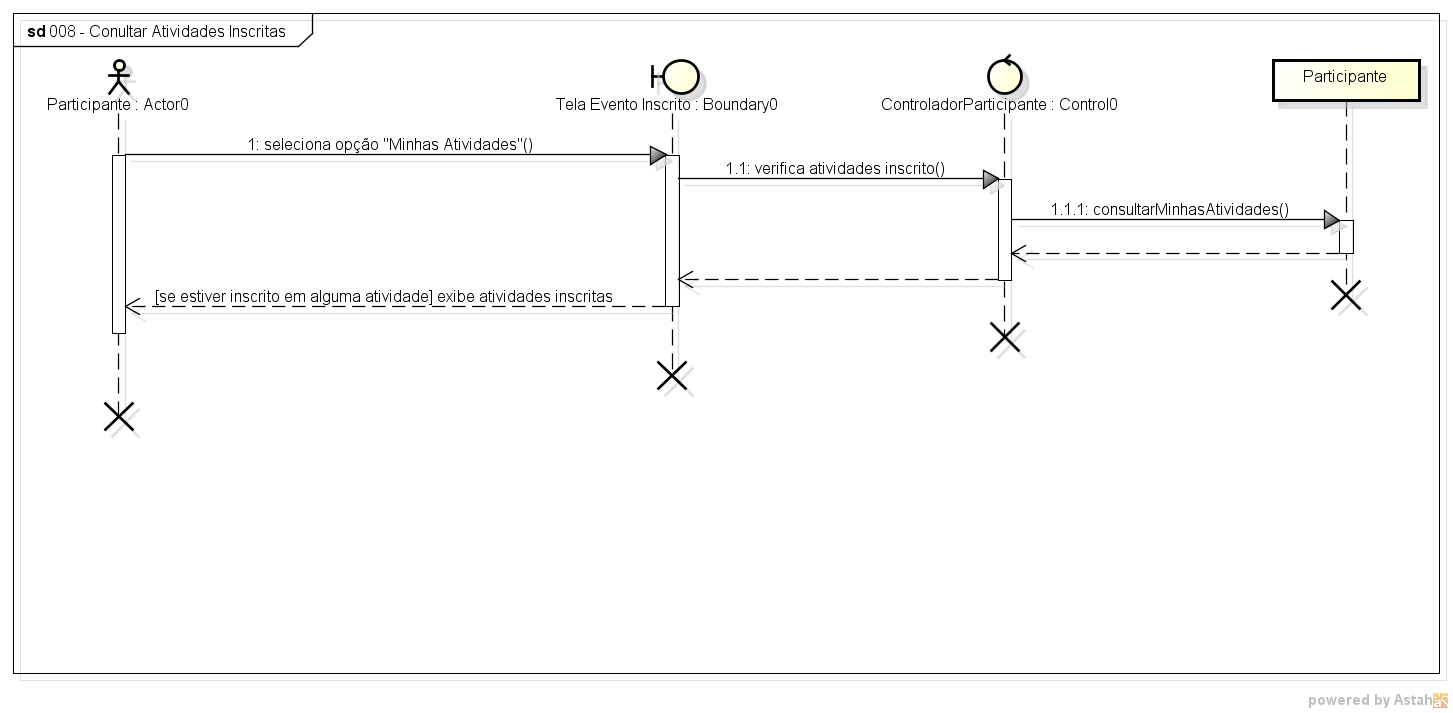 sd 008 - Conultar Atividades Inscritas
Participante : Actor0
Tela Evento Inscrito : Boundary0
ControladorParticipante : Control0
Participante
1: seleciona opção "Minhas Atividades"()
1.1: verifica atividades inscrito()
1.1.1: consultarMinhasAtividades()
[se estiver inscrito em alguma atividade] exibe atividades inscritas
powered by Astah